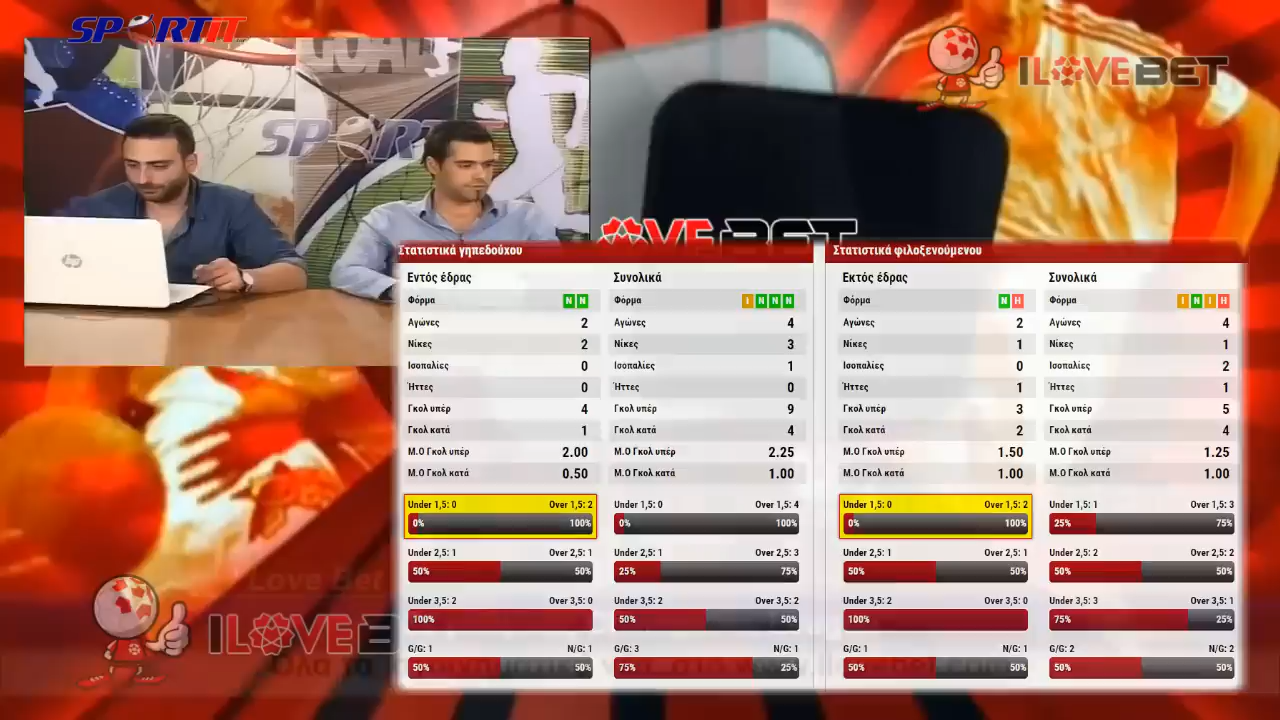 SPORTIT
GOAL
SPORT
hp
ILOVEBET
ILOVEBET
Στατιστικά γηπεδούχου
Εντός έδρας
Φόρμα N N
Αγώνες 2
Νίκες 2
Ισοπαλίες 0
Ήττες 0
Γκολ υπέρ 4
Γκολ κατά 1
Μ.Ο Γκολ υπέρ 2.00
Μ.Ο Γκολ κατά 0.50
Under 1,5: 0 Over 1,5: 2
0% 100%
Under 2,5: 1 Over 2,5: 1
50% 50%
Under 3,5: 2 Over 3,5: 0
100%
G/G: 1 N/G: 1
50% 50%
Συνολικά
Φόρμα I N N N
Αγώνες 4
Νίκες 3
Ισοπαλίες 1
Ήττες 0
Γκολ υπέρ 9
Γκολ κατά 4
Μ.Ο Γκολ υπέρ 2.25
Μ.Ο Γκολ κατά 1.00
Under 1,5: 0 Over 1,5: 4
0% 100%
Under 2,5: 1 Over 2,5: 3
25% 75%
Under 3,5: 2 Over 3,5: 2
50% 50%
G/G: 3 N/G: 1
75% 25%
Στατιστικά φιλοξενούμενου
Εκτός έδρας
Φόρμα N H
Αγώνες 2
Νίκες 1
Ισοπαλίες 0
Ήττες 1
Γκολ υπέρ 3
Γκολ κατά 2
Μ.Ο Γκολ υπέρ 1.50
Μ.Ο Γκολ κατά 1.00
Under 1,5: 0 Over 1,5: 2
0% 100%
Under 2,5: 1 Over 2,5: 1
50% 50%
Under 3,5: 2 Over 3,5: 0
100%
G/G: 1 N/G: 1
50% 50%
Συνολικά
Φόρμα I N I H
Αγώνες 4
Νίκες 1
Ισοπαλίες 2
Ήττες 1
Γκολ υπέρ 5
Γκολ κατά 4
Μ.Ο Γκολ υπέρ 1.25
Μ.Ο Γκολ κατά 1.00
Under 1,5: 1 Over 1,5: 3
25% 75%
Under 2,5: 2 Over 2,5: 2
50% 50%
Under 3,5: 3 Over 3,5: 1
75% 25%
G/G: 2 N/G: 2
50% 50%
I Love Bet
ILOVEBE
Όλα τα